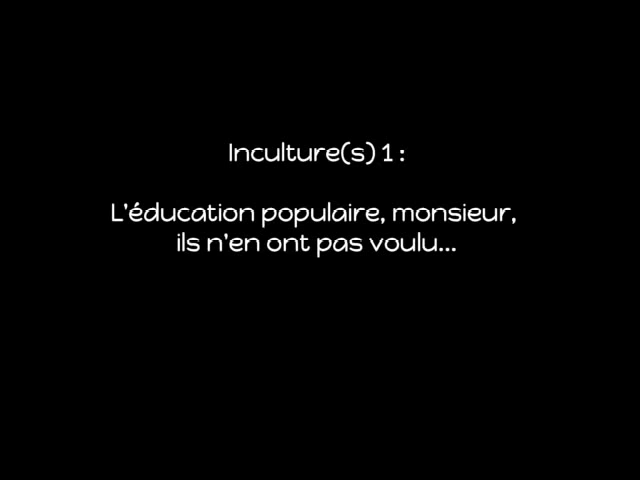 Inculture(s) 1 :
L'éducation populaire, monsieur,
ils n'en ont pas voulu...